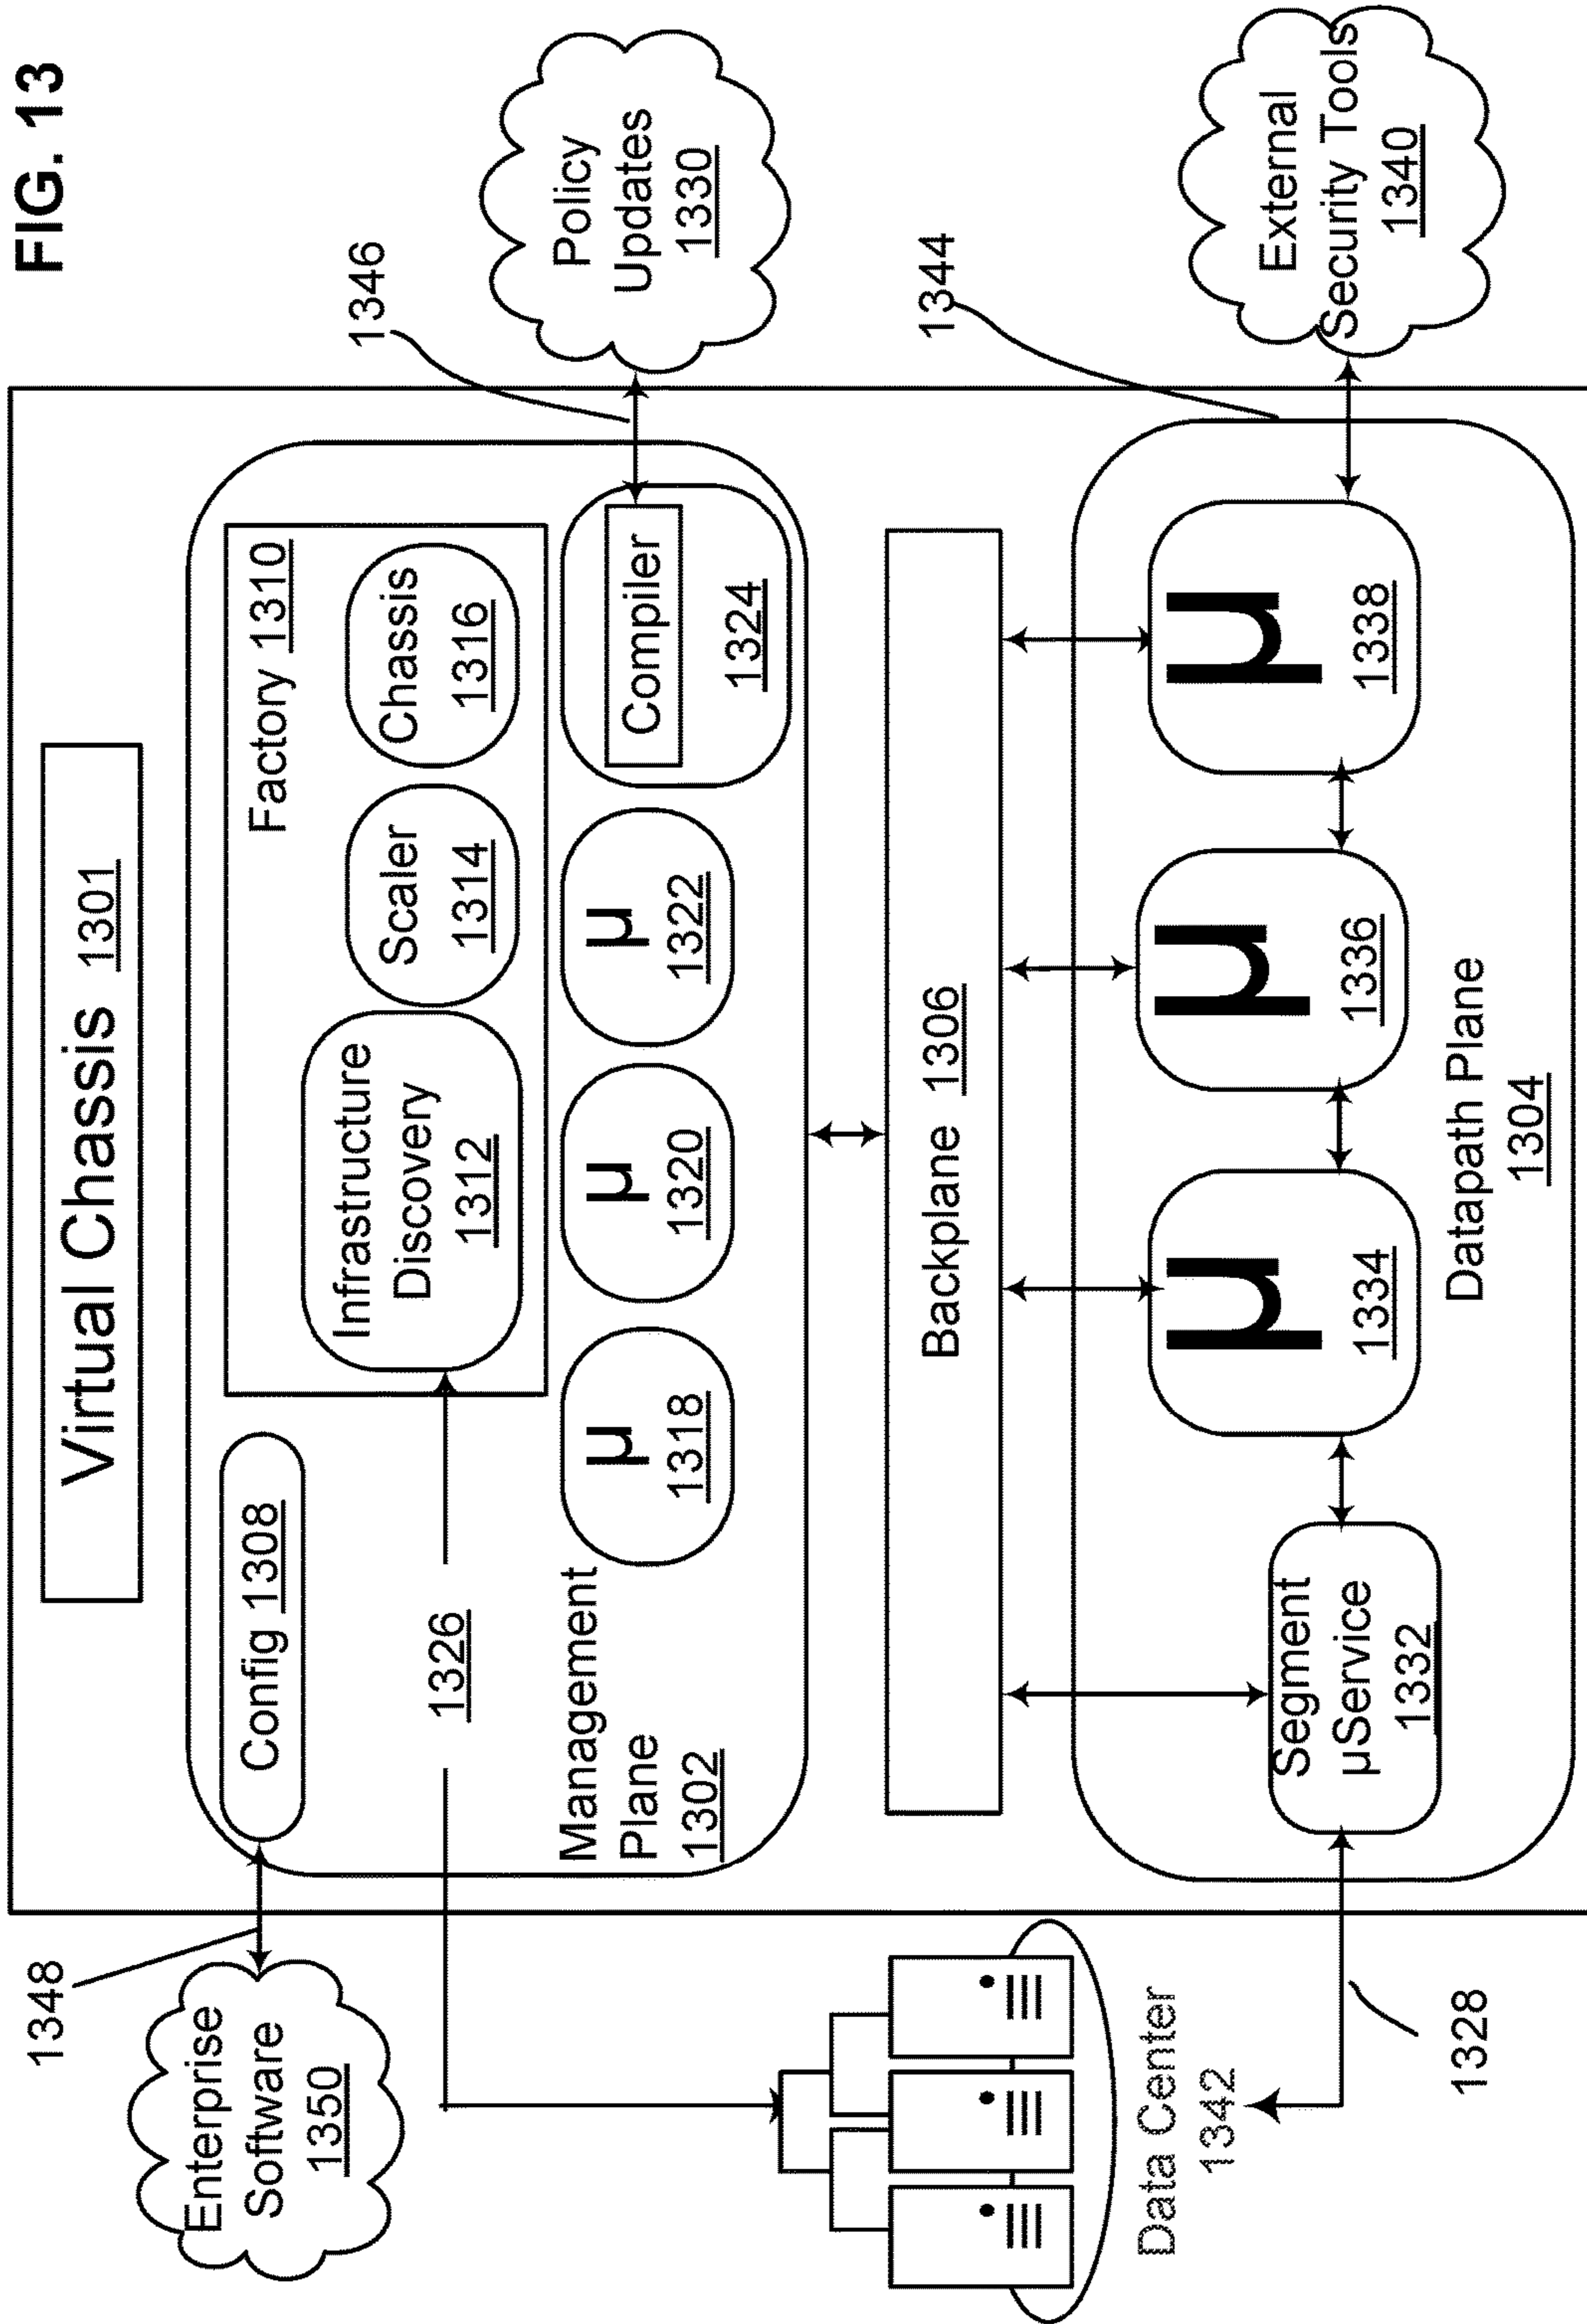 FIG. 13
Virtual Chassis 1301
1348
Enterprise
Software
1350
Config 1308
Factory 1310
Infrastructure
Discovery
1312
Scaler
1314
Chassis
1316
1346
Policy
Updates
1330
1326
Management
Plane
1302
µ
1318
µ
1320
µ
1322
Compiler
1324
Backplane 1306
1344
Data Center
1342
1328
Segment
µService
1332
µ
1334
µ
1336
µ
1338
Datapath Plane
1304
External
Security Tools
1340